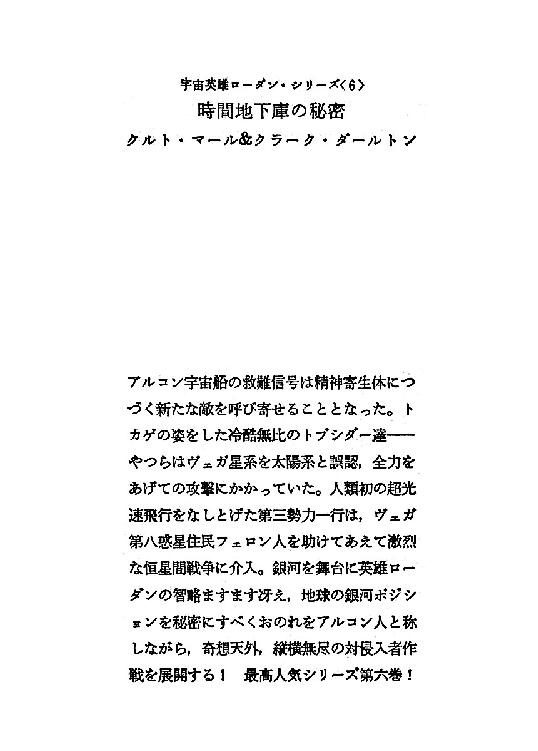 宇宙英雄ローダン・シリーズ〈6〉
時間地下庫の秘密
クルト・マール&クラーク・ダールトン
アルコン宇宙船の救難信号は精神寄生体につ
づく新たな敵を呼び寄せることとなった。ト
カゲの姿をした冷酷無比のトプシダー達――
やつらはヴェガ星系を太陽系と誤認，全力を
あげての攻撃にかかっていた。人類初の超光
速飛行をなしとげた第三勢力一行は，ヴェガ
第八惑星住民フェロン人を助けてあえて激烈
な恒星間戦争に介入。銀河を舞台に英雄ロー
ダンの智略ますます冴え，地球の銀河ポジシ
ョンを秘密にすべくおのれをアルコン人と称
しながら，奇想天外，縦横無尽の対侵入者作
戦を展開する！　最高人気シリーズ第六巻！